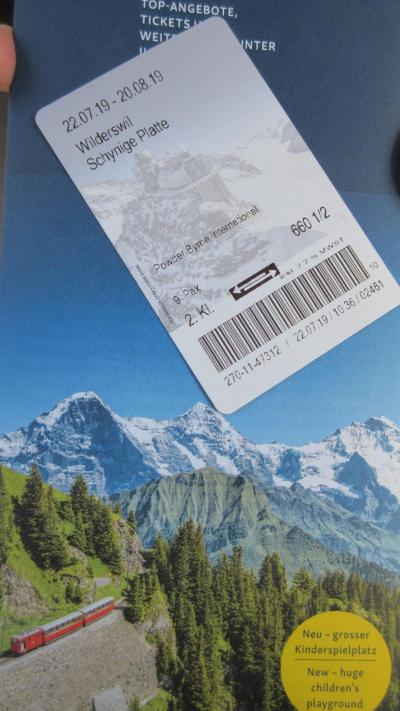 TOP-ANGEBOTE,
TICKETS U
WEITE UNTER
22.07.19 - 20.08.19
Wilderswil
Schynige Platte
Powder Byrne International
660 1/2
9 Pax
2. Kl.
inkl 7.7 % MWST
10
270-11-47312 / 22.07.19 / 10:36 / 02461
Neu – grosser
Kinderspielplatz
New – huge
children's
playground